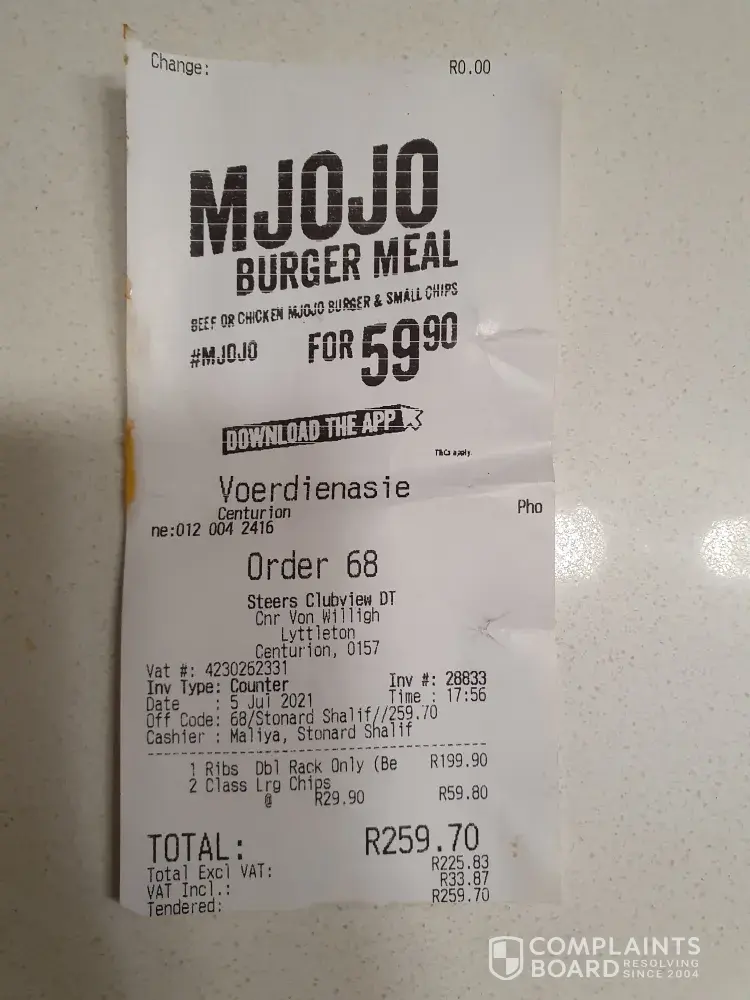 Change: R0.00
MJOJO
BURGER MEAL
BEEF OR CHICKEN MJOJO BURGER & SMALL CHIPS
#MJOJO FOR 59⁹⁰
DOWNLOAD THE APP
T&Cs apply.
Voerdienasie
Centurion Pho
ne:012 004 2416
Order 68
Steers Clubview DT
Cnr Von Willigh
Lyttleton
Centurion, 0157
Vat #: 4230262331
Inv Type: Counter Inv #: 28833
Date : 5 Jul 2021 Time : 17:56
Off Code: 68/Stonard Shalif//259.70
Cashier : Maliya, Stonard Shalif
1 Ribs Dbl Rack Only (Be R199.90
2 Class Lrg Chips
@ R29.90 R59.80
TOTAL: R259.70
Total Excl VAT: R225.83
VAT Incl.: R33.87
Tendered: R259.70
COMPLAINTS
BOARD RESOLVING SINCE 2004